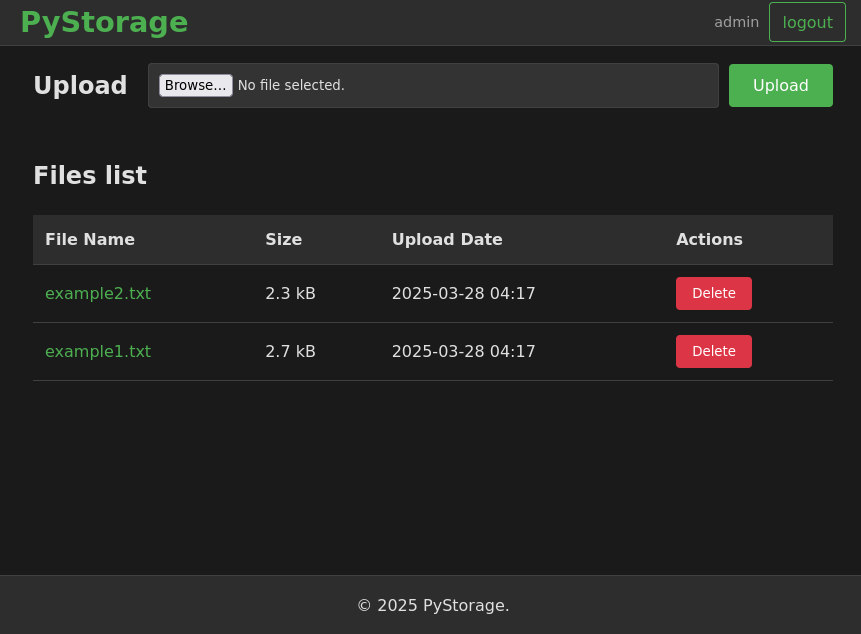 PyStorage admin logout
Upload Browse... No file selected. Upload
Files list
File Name Size Upload Date Actions
example2.txt 2.3 kB 2025-03-28 04:17 Delete
example1.txt 2.7 kB 2025-03-28 04:17 Delete
© 2025 PyStorage.